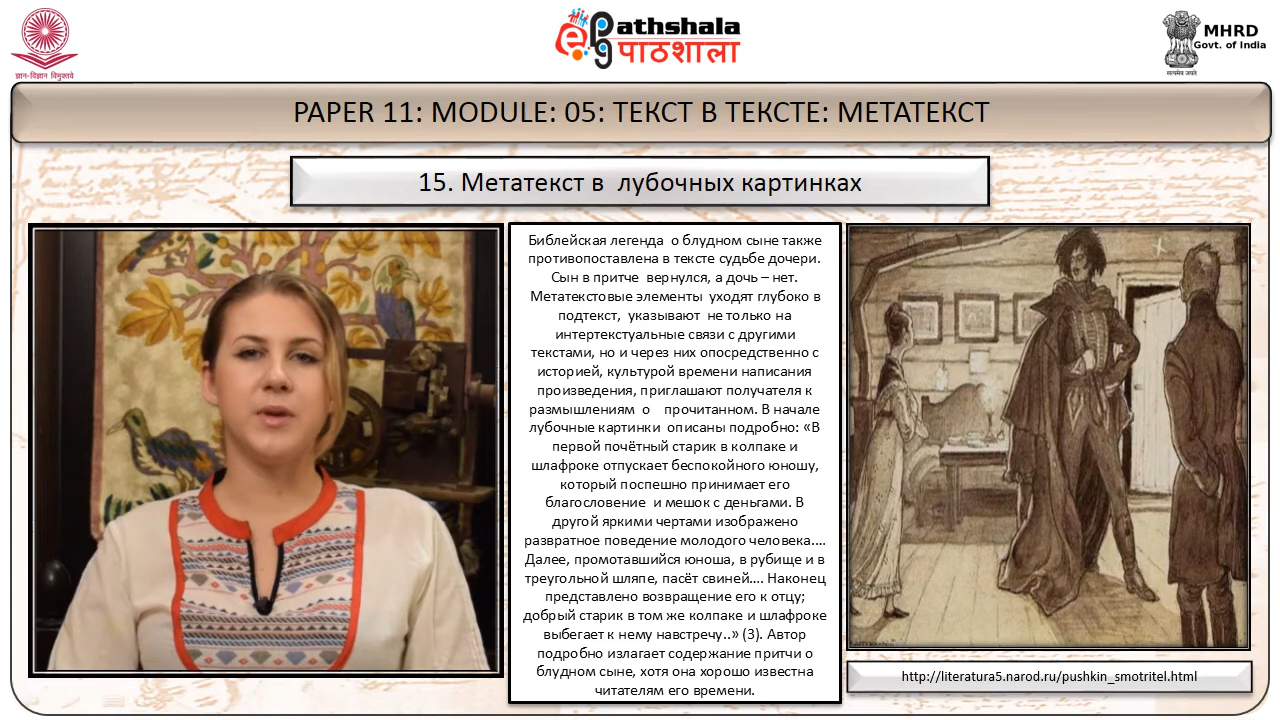 ज्ञान-विज्ञान विमुक्तये
ePathshala
पाठशाला
MHRD
Govt. of India
सत्यमेव जयते
PAPER 11: MODULE: 05: ТЕКСТ В ТЕКСТЕ: МЕТАТЕКСТ
15. Метатекст в лубочных картинках
Библейская легенда о блудном сыне также
противопоставлена в тексте судьбе дочери.
Сын в притче вернулся, а дочь – нет.
Метатекстовые элементы уходят глубоко в
подтекст, указывают не только на
интертекстуальные связи с другими
текстами, но и через них опосредственно с
историей, культурой времени написания
произведения, приглашают получателя к
размышлениям о прочитанном. В начале
лубочные картинки описаны подробно: «В
первой почётный старик в колпаке и
шлафроке отпускает беспокойного юношу,
который поспешно принимает его
благословение и мешок с деньгами. В
другой яркими чертами изображено
развратное поведение молодого человека….
Далее, промотавшийся юноша, в рубище и в
треугольной шляпе, пасёт свиней…. Наконец
представлено возвращение его к отцу;
добрый старик в том же колпаке и шлафроке
выбегает к нему навстречу..» (3). Автор
подробно излагает содержание притчи о
блудном сыне, хотя она хорошо известна
читателям его времени.
http://literatura5.narod.ru/pushkin_smotritel.html